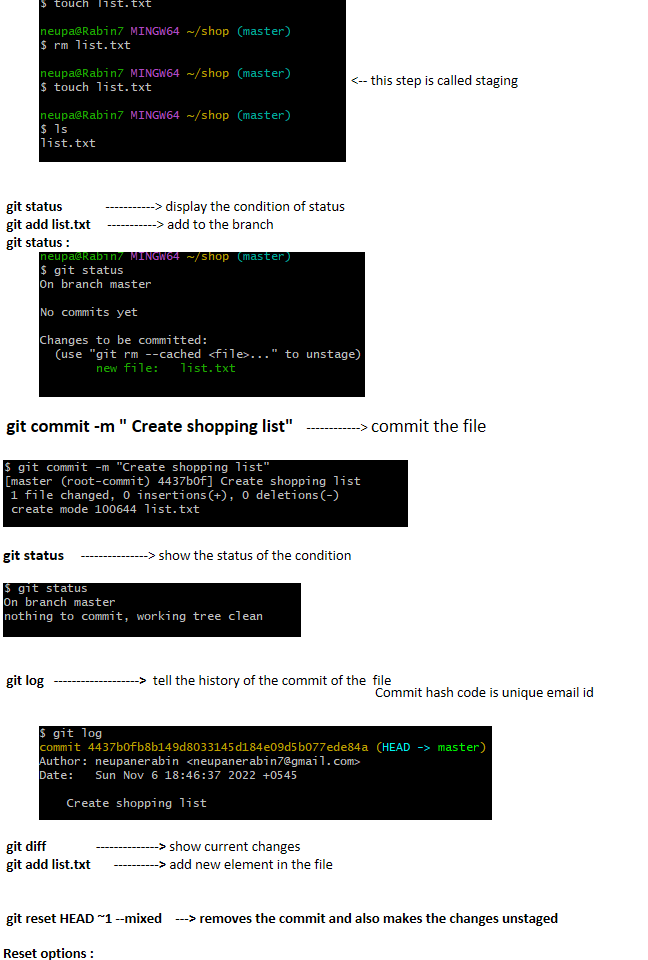 $ touch list.txt
neupa@Rabin7 MINGW64 ~/shop (master)
$ rm list.txt
neupa@Rabin7 MINGW64 ~/shop (master)
$ touch list.txt
<-- this step is called staging
neupa@Rabin7 MINGW64 ~/shop (master)
$ ls
list.txt
git status -----------> display the condition of status
git add list.txt -----------> add to the branch
git status :
neupa@Rabin7 MINGW64 ~/shop (master)
$ git status
On branch master
No commits yet
Changes to be committed:
(use "git rm --cached <file>..." to unstage)
new file: list.txt
git commit -m " Create shopping list" ------------> commit the file
$ git commit -m "Create shopping list"
[master (root-commit) 4437b0f] Create shopping list
1 file changed, 0 insertions(+), 0 deletions(-)
create mode 100644 list.txt
git status ---------------> show the status of the condition
$ git status
On branch master
nothing to commit, working tree clean
git log -------------------> tell the history of the commit of the file
Commit hash code is unique email id
$ git log
commit 4437b0fb8b149d8033145d184e09d5b077ede84a (HEAD -> master)
Author: neupanerabin <neupanerabin7@gmail.com>
Date: Sun Nov 6 18:46:37 2022 +0545
Create shopping list
git diff --------------> show current changes
git add list.txt ----------> add new element in the file
git reset HEAD ~1 --mixed ---> removes the commit and also makes the changes unstaged
Reset options :